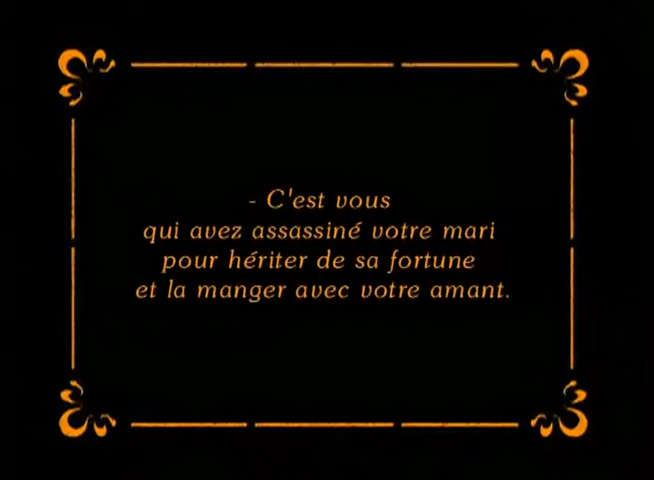 - C'est vous
qui avez assassiné votre mari
pour hériter de sa fortune
et la manger avec votre amant.